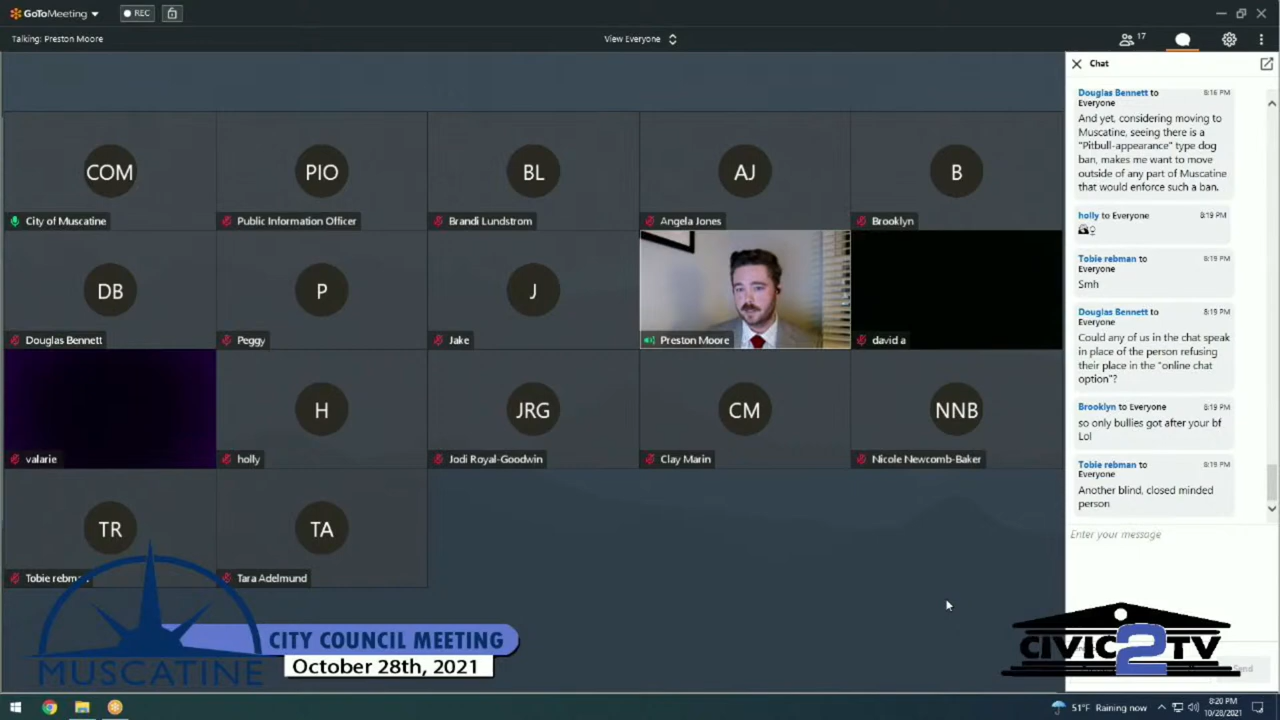 GoToMeeting
REC
Talking: Preston Moore
View Everyone
17
Chat
COM
City of Muscatine
PIO
Public Information Officer
BL
Brandi Lundstrom
AJ
Angela Jones
B
Brooklyn
DB
Douglas Bennett
P
Peggy
J
Jake
Preston Moore
david a
valarie
H
holly
JRG
Jodi Royal-Goodwin
CM
Clay Marin
NNB
Nicole Newcomb-Baker
TR
Tobie rebman
TA
Tara Adelmund
Douglas Bennett to
Everyone
8:16 PM
And yet, considering moving to
Muscatine, seeing there is a
"Pitbull-appearance" type dog
ban, makes me want to move
outside of any part of Muscatine
that would enforce such a ban.
holly to Everyone
8:19 PM
Tobie rebman to
Everyone
8:19 PM
Smh
Douglas Bennett to
Everyone
8:19 PM
Could any of us in the chat speak
in place of the person refusing
their place in the "online chat
option"?
Brooklyn to Everyone
8:19 PM
so only bullies got after your bf
Lol
Tobie rebman to
Everyone
8:19 PM
Another blind, closed minded
person
Enter your message
Send
MUSCATINE
CITY COUNCIL MEETING
October 28th, 2021
CIVIC2TV
51°F Raining now
8:20 PM
10/28/2021